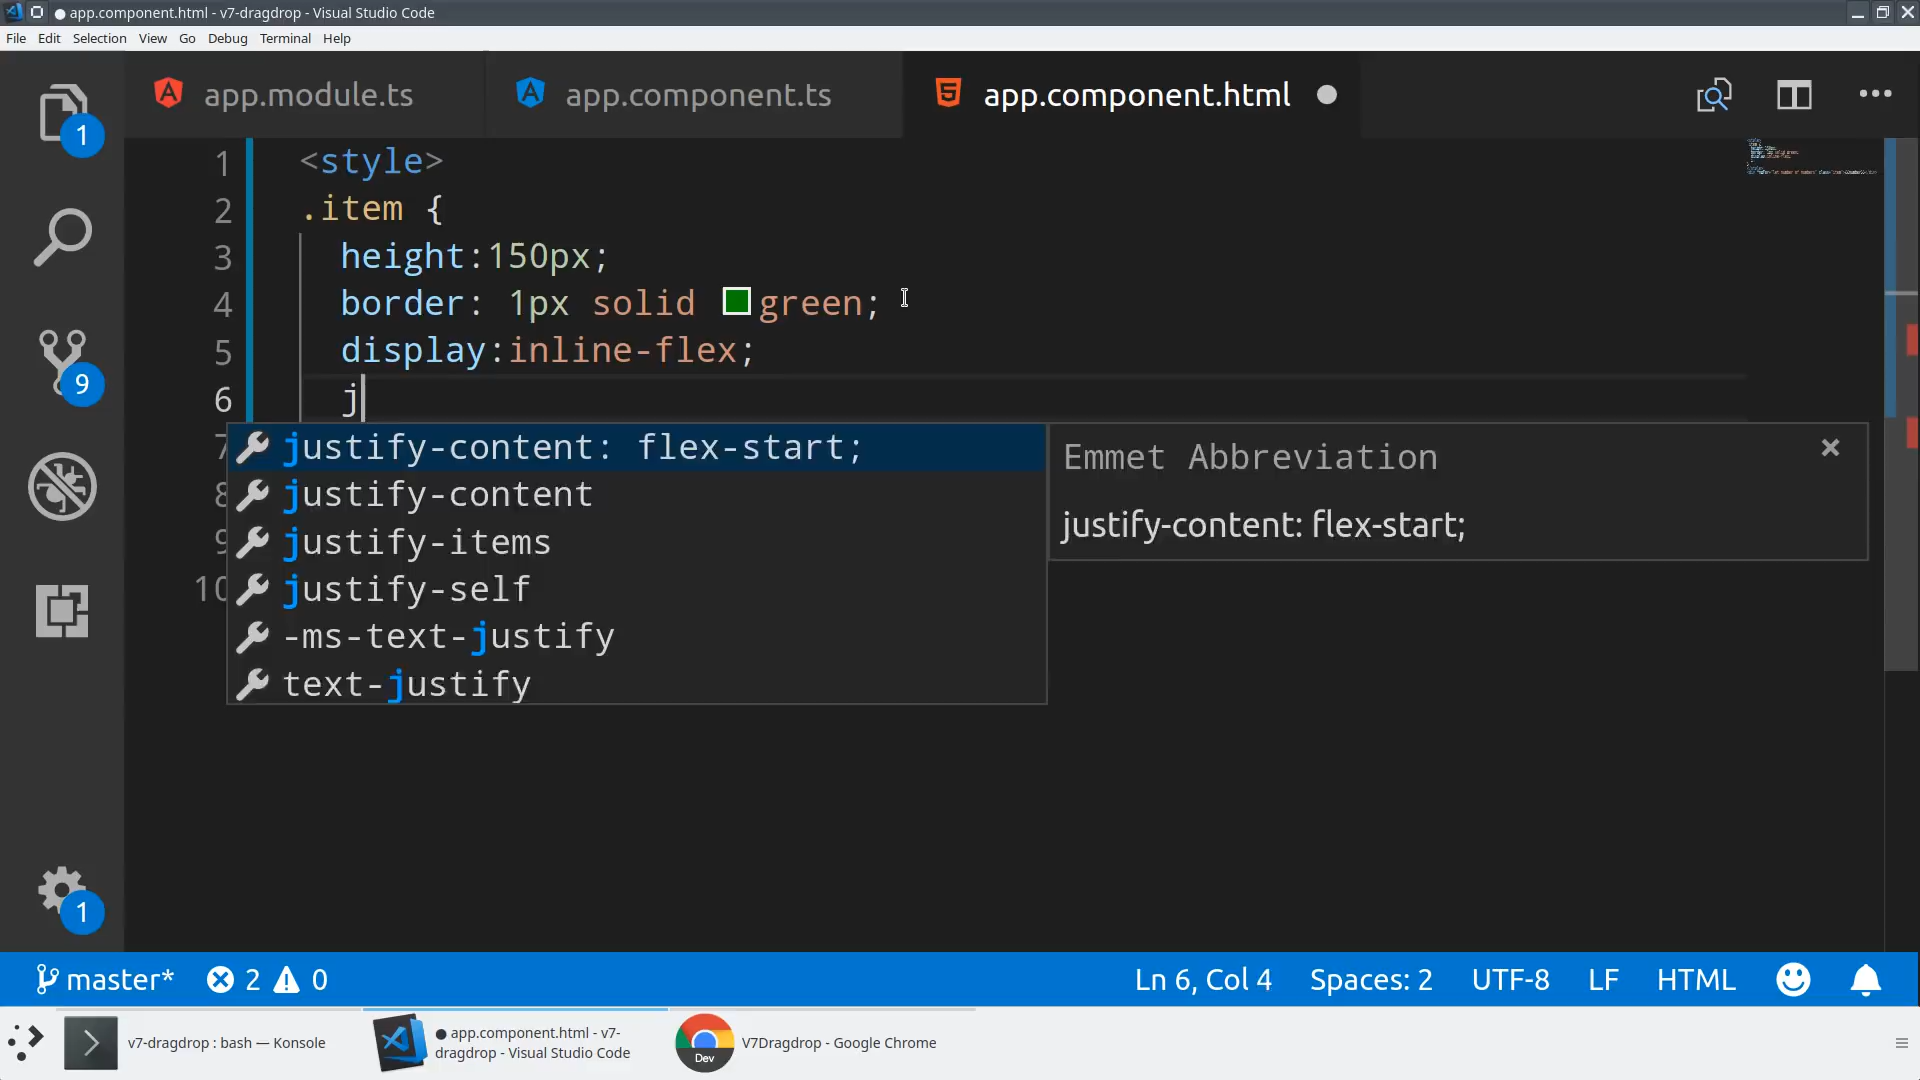 ● app.component.html - v7-dragdrop - Visual Studio Code
File Edit Selection View Go Debug Terminal Help
app.module.ts app.component.ts app.component.html
1 <style>
2 .item {
3 height:150px;
4 border: 1px solid green;
5 display:inline-flex;
6 j
justify-content: flex-start;
justify-content
justify-items
justify-self
-ms-text-justify
text-justify
Emmet Abbreviation
justify-content: flex-start;
7
8
9
10
1
9
1
master* 2 0 Ln 6, Col 4 Spaces: 2 UTF-8 LF HTML
v7-dragdrop : bash — Konsole
● app.component.html - v7-
dragdrop - Visual Studio Code
Dev
V7Dragdrop - Google Chrome